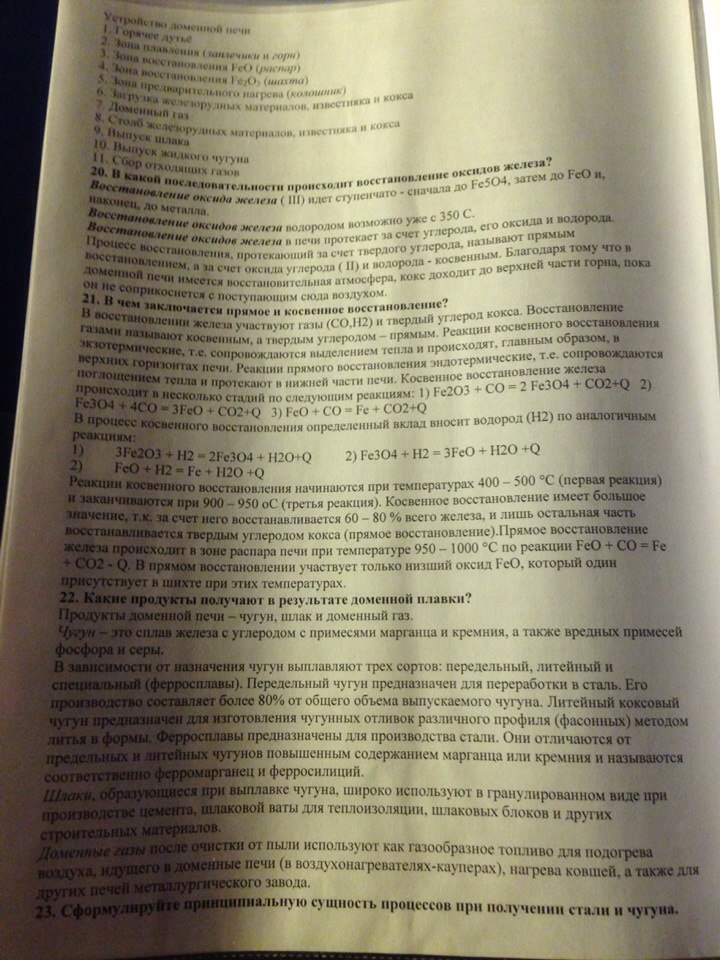 Устройство доменной печи
1. Горячее дутьё
2. Зона плавления (заплечики и горн)
3. Зона восстановления FeO (распар)
4. Зона восстановления Fe2O3 (шахта)
5. Зона предварительного нагрева (колошник)
6. Загрузка железорудных материалов, известняка и кокса
7. Доменный газ
8. Столб железорудных материалов, известняка и кокса
9. Выпуск шлака
10. Выпуск жидкого чугуна
11. Сбор отходящих газов
20. В какой последовательности происходит восстановление оксидов железа?
Восстановление оксида железа ( III) идет ступенчато - сначала до Fe5O4, затем до FeO и,
наконец, до металла.
Восстановление оксидов железа водородом возможно уже с 350 С.
Восстановление оксидов железа в печи протекает за счет углерода, его оксида и водорода.
Процесс восстановления, протекающий за счет твердого углерода, называют прямым
восстановлением, а за счет оксида углерода ( II) и водорода - косвенным. Благодаря тому что в
доменной печи имеется восстановительная атмосфера, кокс доходит до верхней части горна, пока
он не соприкоснется с поступающим сюда воздухом.
21. В чем заключается прямое и косвенное восстановление?
В восстановлении железа участвуют газы (CO,H2) и твердый углерод кокса. Восстановление
газами называют косвенным, а твердым углеродом – прямым. Реакции косвенного восстановления
экзотермические, т.е. сопровождаются выделением тепла и происходят, главным образом, в
верхних горизонтах печи. Реакции прямого восстановления эндотермические, т.е. сопровождаются
поглощением тепла и протекают в нижней части печи. Косвенное восстановление железа
происходит в несколько стадий по следующим реакциям: 1) Fe2O3 + CO = 2 Fe3O4 + CO2+Q 2)
Fe3O4 + 4CO = 3FeO + CO2+Q 3) FeO + CO = Fe + CO2+Q
В процесс косвенного восстановления определенный вклад вносит водород (H2) по аналогичным
реакциям:
1) 3Fe2O3 + H2 = 2Fe3O4 + H2O+Q 2) Fe3O4 + H2 = 3FeO + H2O +Q
2) FeO + H2 = Fe + H2O +Q
Реакции косвенного восстановления начинаются при температурах 400 – 500 °С (первая реакция)
и заканчиваются при 900 – 950 оС (третья реакция). Косвенное восстановление имеет большое
значение, т.к. за счет него восстанавливается 60 – 80 % всего железа, и лишь остальная часть
восстанавливается твердым углеродом кокса (прямое восстановление).Прямое восстановление
железа происходит в зоне распара печи при температуре 950 – 1000 °С по реакции FeO + CO = Fe
+ CO2 - Q. В прямом восстановлении участвует только низший оксид FeO, который один
присутствует в шихте при этих температурах.
22. Какие продукты получают в результате доменной плавки?
Продукты доменной печи – чугун, шлак и доменный газ.
Чугун – это сплав железа с углеродом с примесями марганца и кремния, а также вредных примесей
фосфора и серы.
В зависимости от назначения чугун выплавляют трех сортов: передельный, литейный и
специальный (ферросплавы). Передельный чугун предназначен для переработки в сталь. Его
производство составляет более 80% от общего объема выпускаемого чугуна. Литейный коксовый
чугун предназначен для изготовления чугунных отливок различного профиля (фасонных) методом
литья в формы. Ферросплавы предназначены для производства стали. Они отличаются от
предельных и литейных чугунов повышенным содержанием марганца или кремния и называются
соответственно ферромарганец и ферросилиций.
Шлаки, образующиеся при выплавке чугуна, широко используют в гранулированном виде при
производстве цемента, шлаковой ваты для теплоизоляции, шлаковых блоков и других
строительных материалов.
Доменные газы после очистки от пыли используют как газообразное топливо для подогрева
воздуха, идущего в доменные печи (в воздухонагревателях-кауперах), нагрева ковшей, а также для
других печей металлургического завода.
23. Сформулируйте принципиальную сущность процессов при получении стали и чугуна.